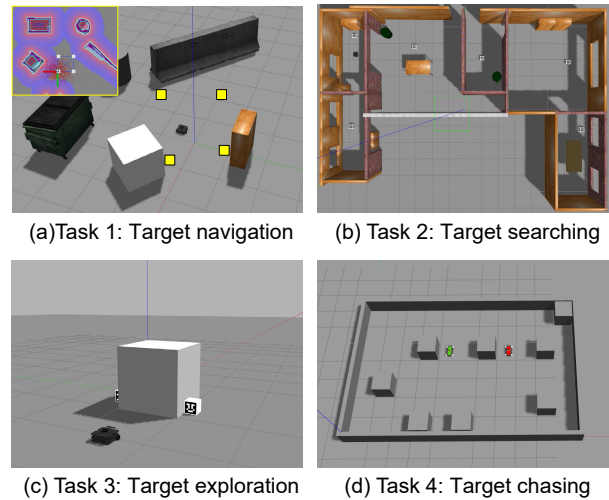 (a)Task 1: Target navigation
(b) Task 2: Target searching
(c) Task 3: Target exploration
(d) Task 4: Target chasing